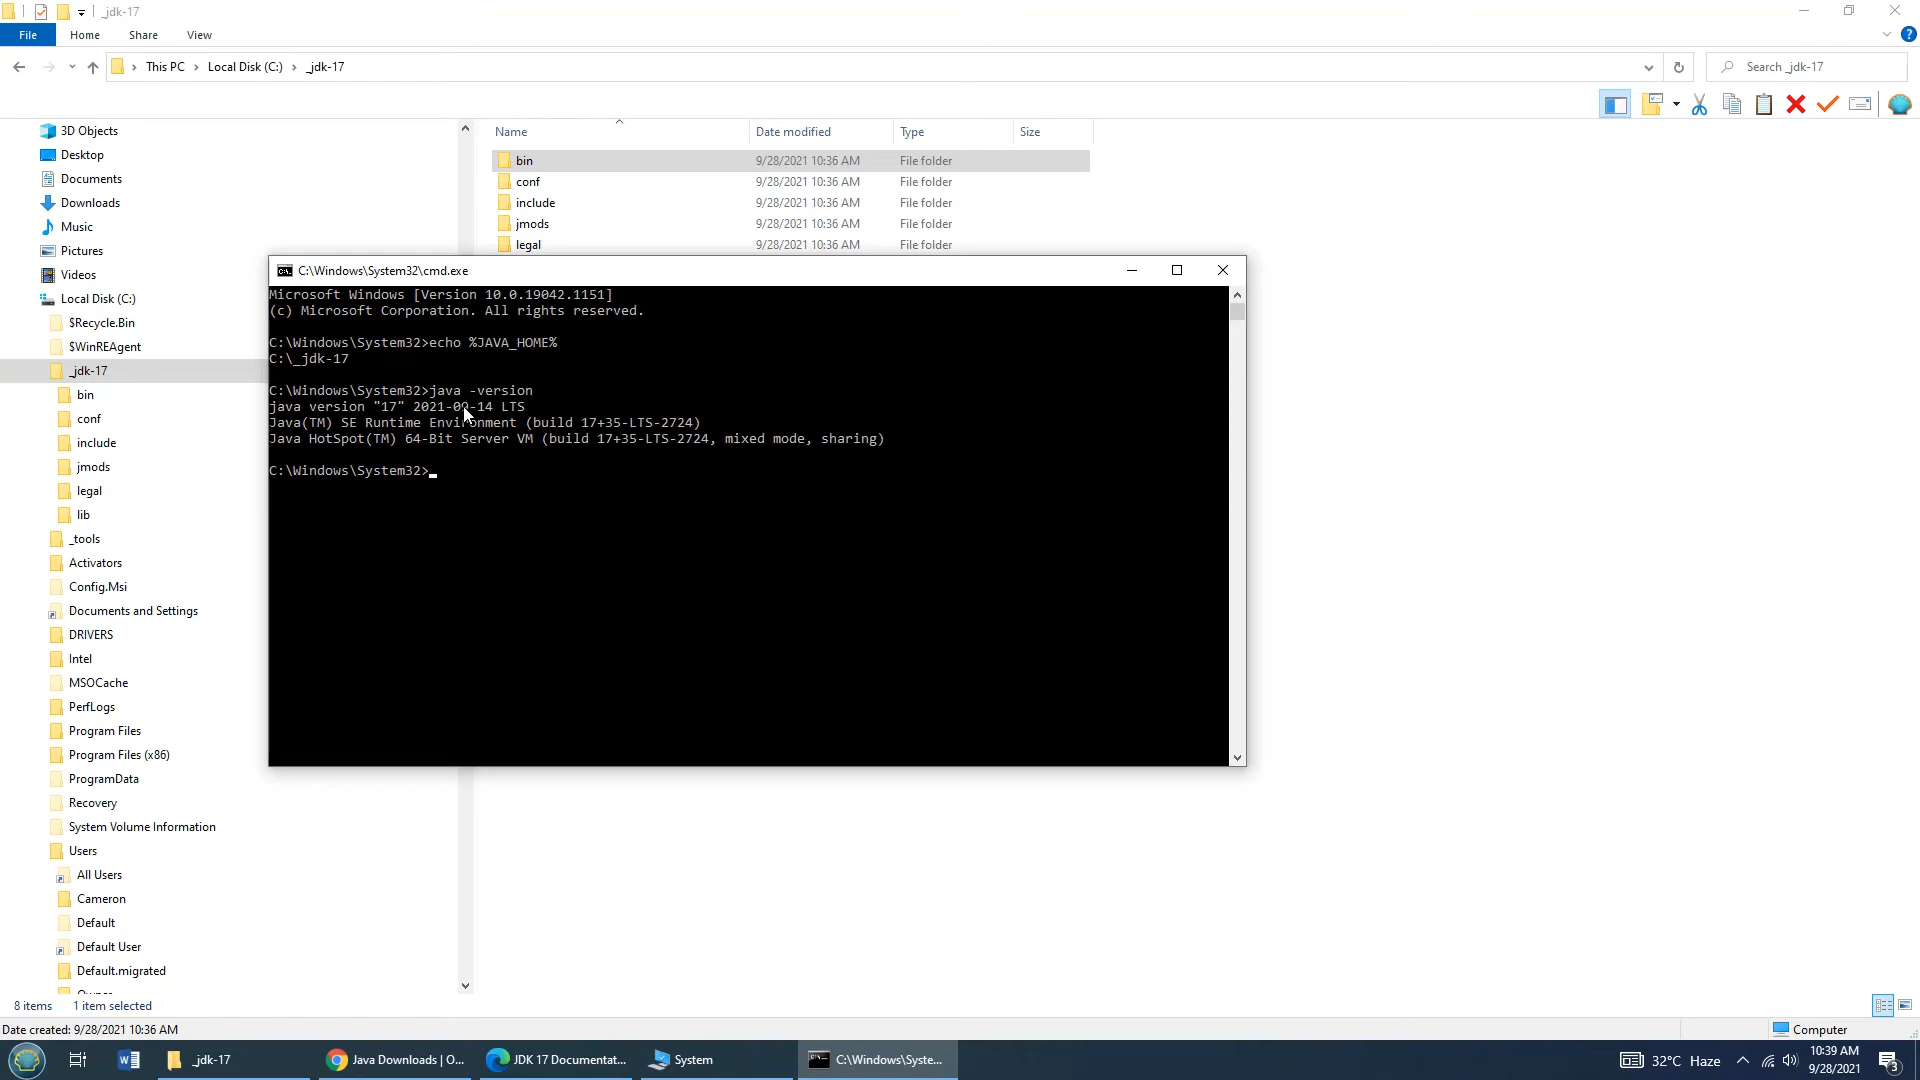 _jdk-17
File
Home
Share
View
This PC
Local Disk (C:)
_jdk-17
Search _jdk-17
3D Objects
Desktop
Documents
Downloads
Music
Pictures
Videos
Local Disk (C:)
$Recycle.Bin
$WinREAgent
_jdk-17
bin
conf
include
jmods
legal
lib
_tools
Activators
Config.Msi
Documents and Settings
DRIVERS
Intel
MSOCache
PerfLogs
Program Files
Program Files (x86)
ProgramData
Recovery
System Volume Information
Users
All Users
Cameron
Default
Default User
Default.migrated
Name Date modified Type Size
bin 9/28/2021 10:36 AM File folder
conf 9/28/2021 10:36 AM File folder
include 9/28/2021 10:36 AM File folder
jmods 9/28/2021 10:36 AM File folder
legal 9/28/2021 10:36 AM File folder
C:\Windows\System32\cmd.exe
Microsoft Windows [Version 10.0.19042.1151]
(c) Microsoft Corporation. All rights reserved.
C:\Windows\System32>echo %JAVA_HOME%
C:\_jdk-17
C:\Windows\System32>java -version
java version "17" 2021-09-14 LTS
Java(TM) SE Runtime Environment (build 17+35-LTS-2724)
Java HotSpot(TM) 64-Bit Server VM (build 17+35-LTS-2724, mixed mode, sharing)
C:\Windows\System32>
8 items 1 item selected
Date created: 9/28/2021 10:36 AM
Computer
_jdk-17
Java Downloads | O...
JDK 17 Documentat...
System
C:\Windows\Syste...
32°C Haze
10:39 AM
9/28/2021
3